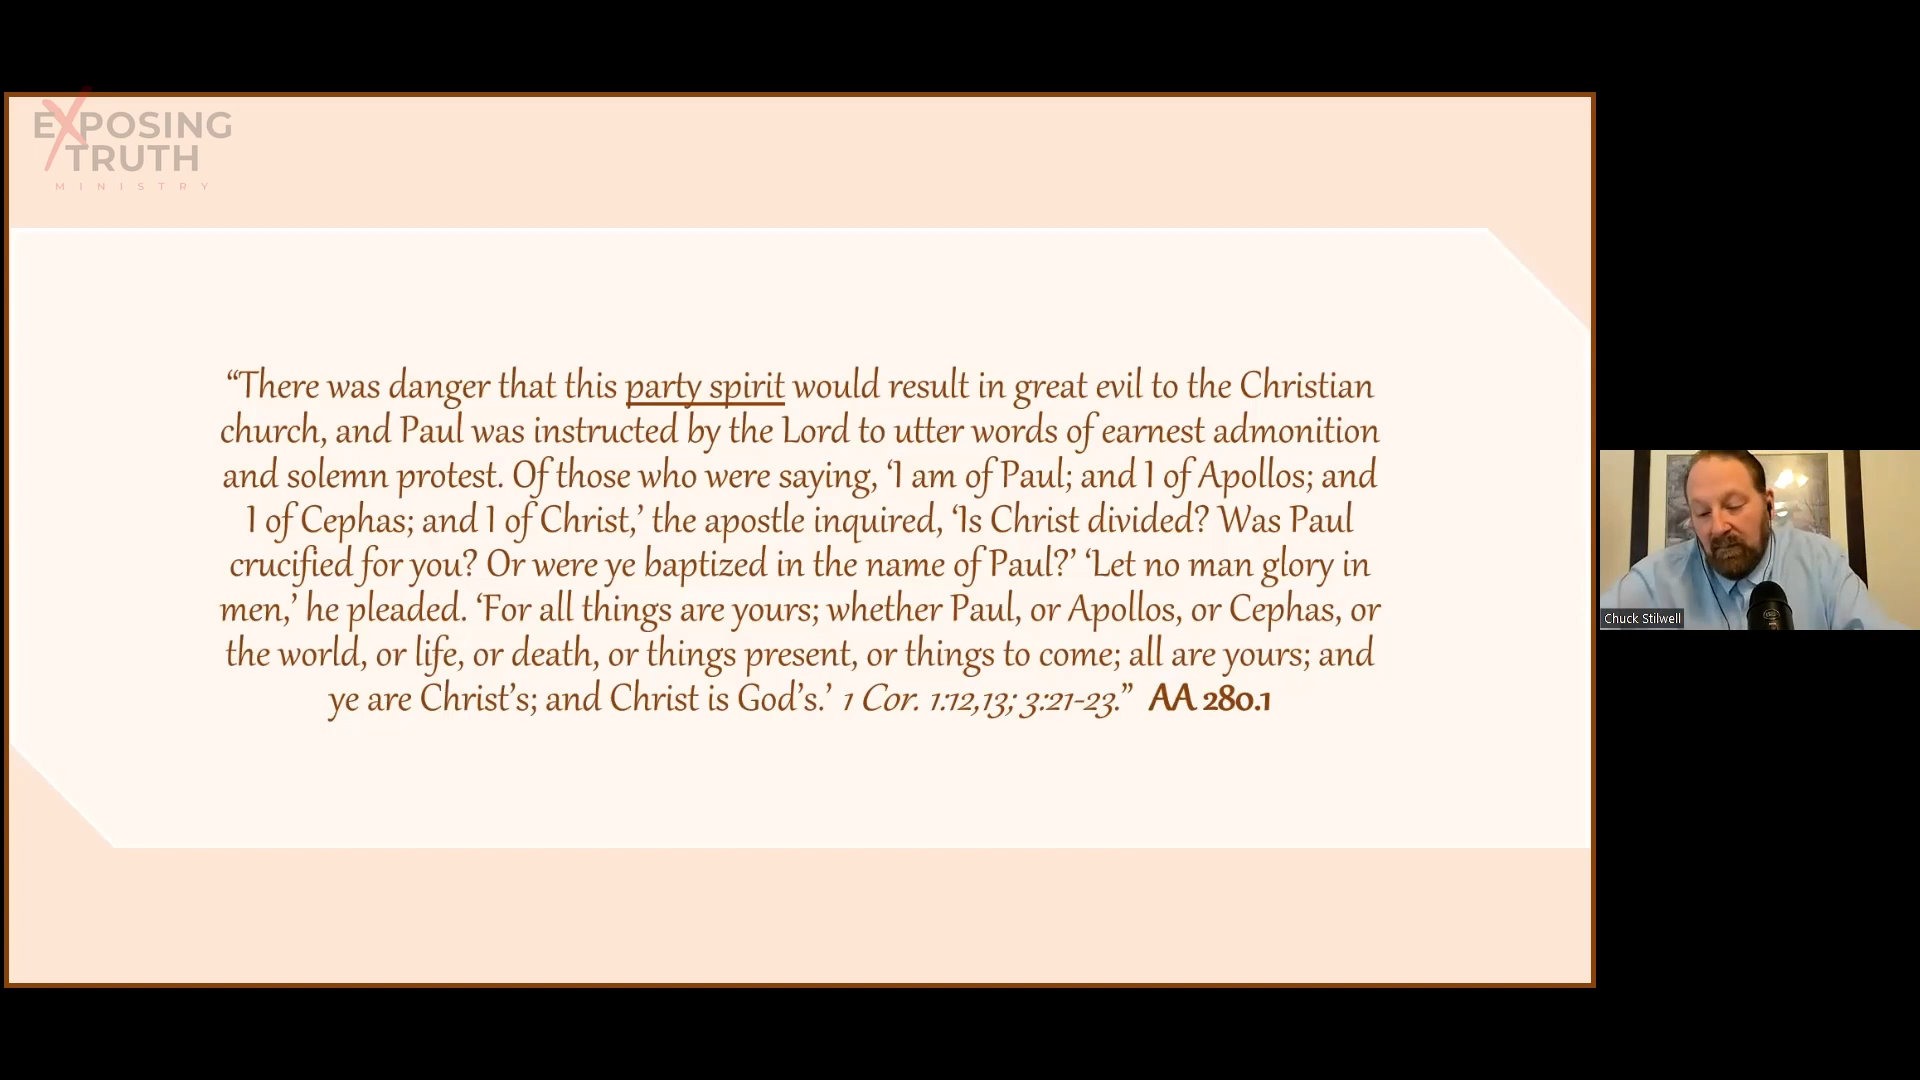 EXPOSING
TRUTH
MINISTRY
“There was danger that this party spirit would result in great evil to the Christian
church, and Paul was instructed by the Lord to utter words of earnest admonition
and solemn protest. Of those who were saying, ‘I am of Paul; and I of Apollos; and
I of Cephas; and I of Christ,’ the apostle inquired, ‘Is Christ divided? Was Paul
crucified for you? Or were ye baptized in the name of Paul?’ ‘Let no man glory in
men,’ he pleaded. ‘For all things are yours; whether Paul, or Apollos, or Cephas, or
the world, or life, or death, or things present, or things to come; all are yours; and
ye are Christ’s; and Christ is God’s.’ 1 Cor. 1:12,13; 3:21-23.” AA 280.1
Chuck Stilwell